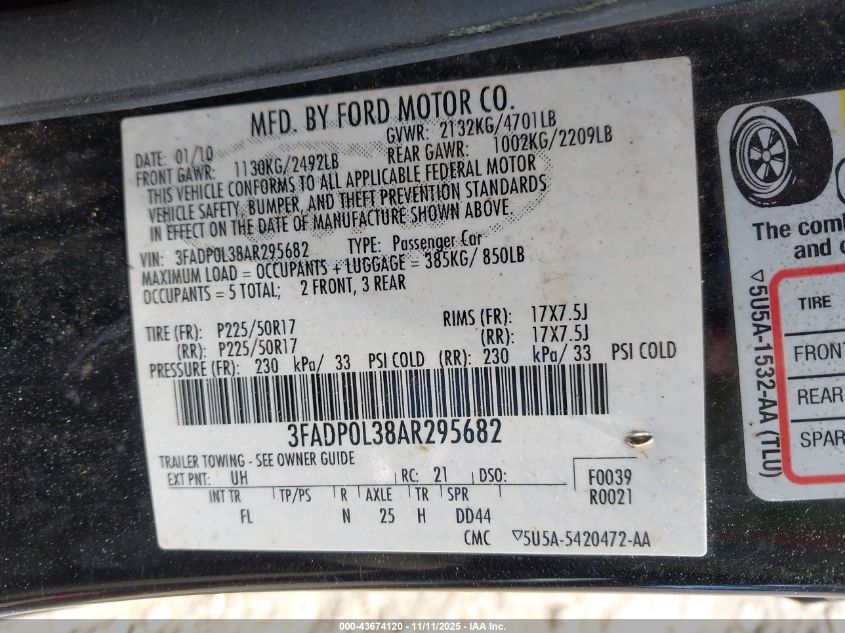 MFD. BY FORD MOTOR CO.
DATE: 01/10 GVWR: 2132KG/4701LB
FRONT GAWR: 1130KG/2492LB REAR GAWR: 1002KG/2209LB
THIS VEHICLE CONFORMS TO ALL APPLICABLE FEDERAL MOTOR
VEHICLE SAFETY, BUMPER, AND THEFT PREVENTION STANDARDS
IN EFFECT ON THE DATE OF MANUFACTURE SHOWN ABOVE.
VIN: 3FADP0L38AR295682 TYPE: Passenger Car
MAXIMUM LOAD = OCCUPANTS + LUGGAGE = 385KG/ 850LB
OCCUPANTS = 5 TOTAL; 2 FRONT, 3 REAR
TIRE (FR): P225/50R17 RIMS (FR): 17X7.5J
(RR): P225/50R17 (RR): 17X7.5J
PRESSURE (FR): 230 kPa/ 33 PSI COLD (RR): 230 kPa/ 33 PSI COLD
3FADP0L38AR295682
TRAILER TOWING - SEE OWNER GUIDE
EXT PNT: UH RC: 21 DSO: F0039
INT TR TP/PS R AXLE TR SPR R0021
FL N 25 H DD44
CMC ▽5U5A-5420472-AA
The comb
and c
▽5U5A-1532-AA (TLU)
TIRE
FRONT
REAR
SPAR
000-43674120 - 11/11/2025 - IAA Inc.